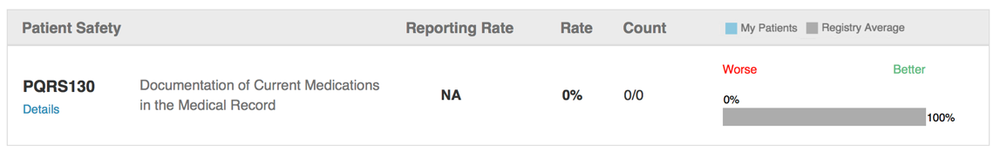 Patient Safety Reporting Rate Rate Count My Patients Registry Average
Worse Better
PQRS130 Documentation of Current Medications NA 0% 0/0 0%
Details in the Medical Record 100%